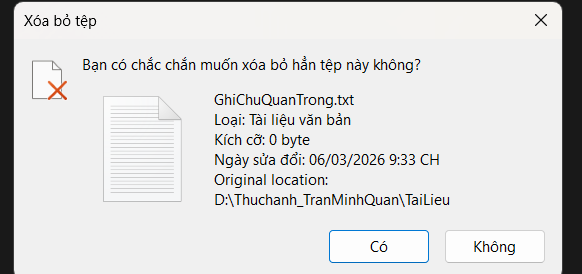 Xóa bỏ tệp
Bạn có chắc chắn muốn xóa bỏ hẳn tệp này không?
GhiChuQuanTrong.txt
Loại: Tài liệu văn bản
Kích cỡ: 0 byte
Ngày sửa đổi: 06/03/2026 9:33 CH
Original location:
D:\Thuchanh_TranMinhQuan\TaiLieu
Có
Không